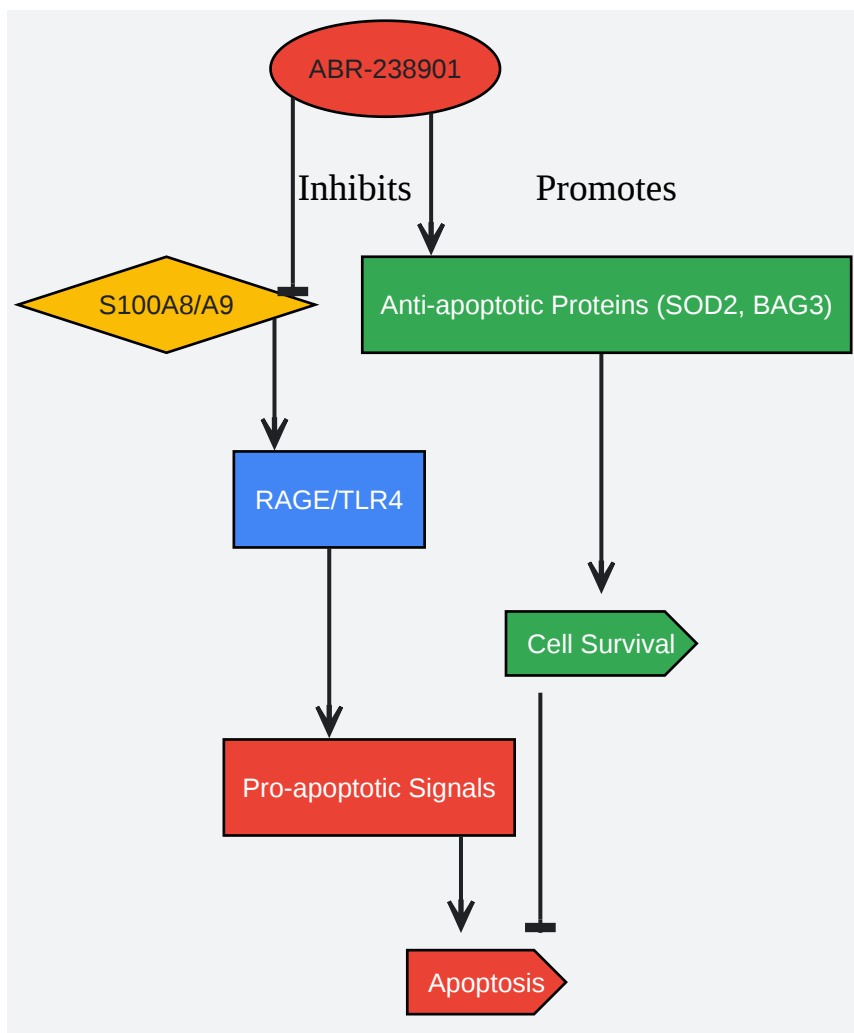 ABR-238901
Inhibits
Promotes
S100A8/A9
Anti-apoptotic Proteins (SOD2, BAG3)
RAGE/TLR4
Cell Survival
Pro-apoptotic Signals
Apoptosis